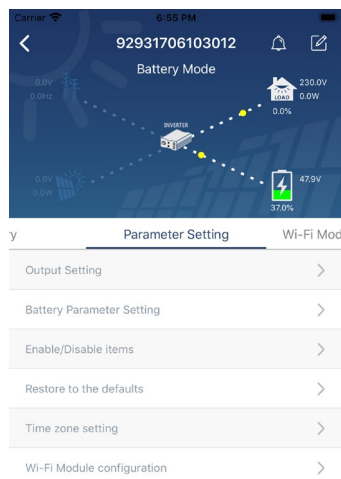 Carrier 6:55 PM
92931706103012
Battery Mode
0.0V
0.0Hz
230.0V
0.0W
LOAD
0.0%
INVERTER
0.0V
0.0W
47.9V
37.0%
y Parameter Setting Wi-Fi Mod
Output Setting
Battery Parameter Setting
Enable/Disable items
Restore to the defaults
Time zone setting
Wi-Fi Module configuration